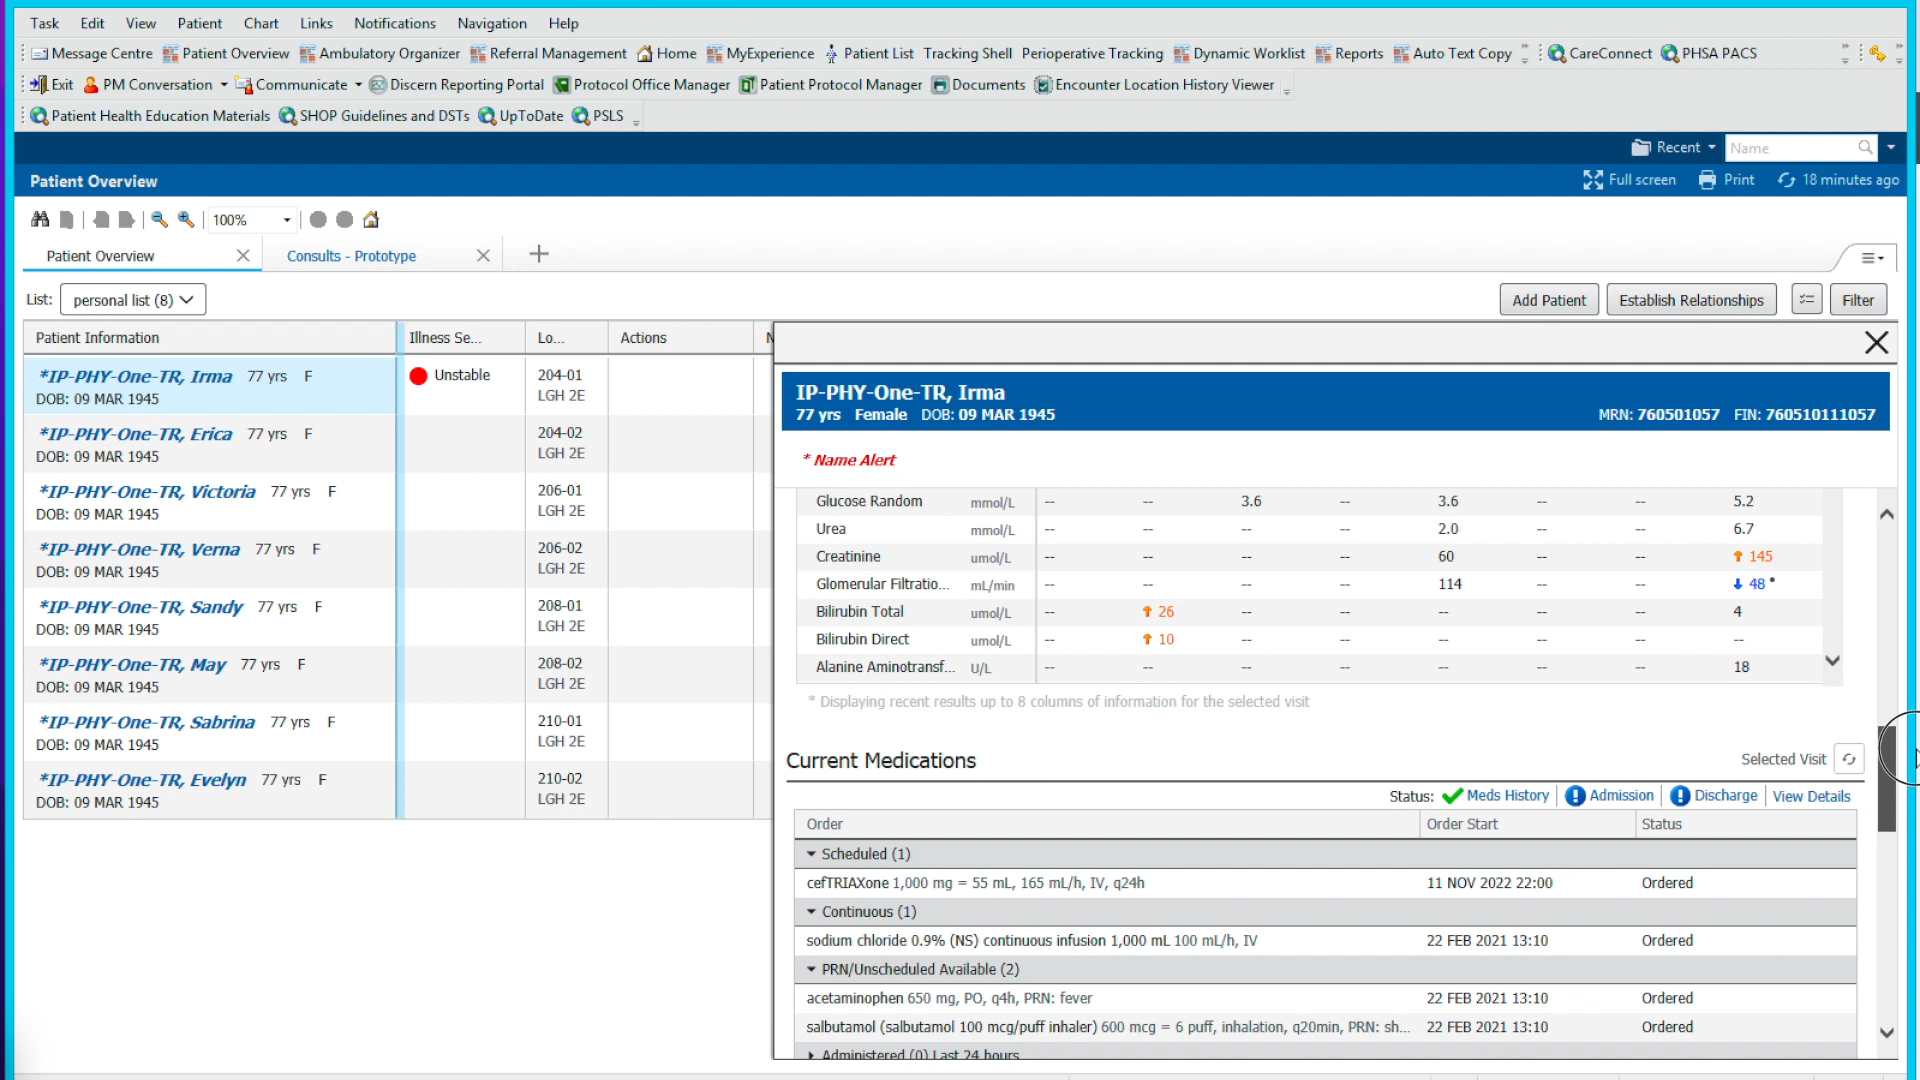 Task Edit View Patient Chart Links Notifications Navigation Help
Message Centre Patient Overview Ambulatory Organizer Referral Management Home MyExperience Patient List Tracking Shell Perioperative Tracking Dynamic Worklist Reports Auto Text Copy CareConnect PHSA PACS
Exit PM Conversation Communicate Discern Reporting Portal Protocol Office Manager Patient Protocol Manager Documents Encounter Location History Viewer
Patient Health Education Materials SHOP Guidelines and DSTs UpToDate PSLS
Recent Name
Patient Overview Full screen Print 18 minutes ago
100%
Patient Overview Consults - Prototype
List: personal list (8) Add Patient Establish Relationships Filter
Patient Information Illness Se... Lo... Actions
*IP-PHY-One-TR, Irma 77 yrs F Unstable 204-01
DOB: 09 MAR 1945 LGH 2E
*IP-PHY-One-TR, Erica 77 yrs F 204-02
DOB: 09 MAR 1945 LGH 2E
*IP-PHY-One-TR, Victoria 77 yrs F 206-01
DOB: 09 MAR 1945 LGH 2E
*IP-PHY-One-TR, Verna 77 yrs F 206-02
DOB: 09 MAR 1945 LGH 2E
*IP-PHY-One-TR, Sandy 77 yrs F 208-01
DOB: 09 MAR 1945 LGH 2E
*IP-PHY-One-TR, May 77 yrs F 208-02
DOB: 09 MAR 1945 LGH 2E
*IP-PHY-One-TR, Sabrina 77 yrs F 210-01
DOB: 09 MAR 1945 LGH 2E
*IP-PHY-One-TR, Evelyn 77 yrs F 210-02
DOB: 09 MAR 1945 LGH 2E
IP-PHY-One-TR, Irma
77 yrs Female DOB: 09 MAR 1945 MRN: 760501057 FIN: 760510111057
* Name Alert
Glucose Random mmol/L -- -- 3.6 -- 3.6 -- -- 5.2
Urea mmol/L -- -- -- -- 2.0 -- -- 6.7
Creatinine umol/L -- -- -- -- 60 -- -- 145
Glomerular Filtratio... mL/min -- -- -- -- 114 -- -- 48 *
Bilirubin Total umol/L -- 26 -- -- -- -- -- 4
Bilirubin Direct umol/L -- 10 -- -- -- -- -- --
Alanine Aminotransf... U/L -- -- -- -- -- -- -- 18
* Displaying recent results up to 8 columns of information for the selected visit
Current Medications Selected Visit
Status: Meds History Admission Discharge View Details
Order Order Start Status
Scheduled (1)
cefTRIAXone 1,000 mg = 55 mL, 165 mL/h, IV, q24h 11 NOV 2022 22:00 Ordered
Continuous (1)
sodium chloride 0.9% (NS) continuous infusion 1,000 mL 100 mL/h, IV 22 FEB 2021 13:10 Ordered
PRN/Unscheduled Available (2)
acetaminophen 650 mg, PO, q4h, PRN: fever 22 FEB 2021 13:10 Ordered
salbutamol (salbutamol 100 mcg/puff inhaler) 600 mcg = 6 puff, inhalation, q20min, PRN: sh... 22 FEB 2021 13:10 Ordered
Administered (0) Last 24 hours